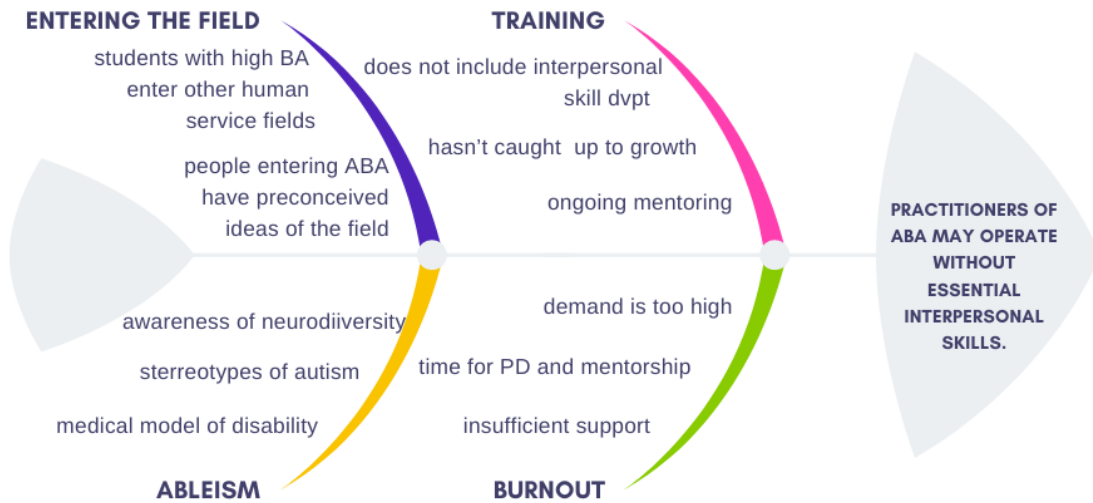 ENTERING THE FIELD
students with high BA
enter other human
service fields
people entering ABA
have preconceived
ideas of the field
TRAINING
does not include interpersonal
skill dvpt
hasn't caught  up to growth
ongoing mentoring
awareness of neurodiiversity
sterreotypes of autism
medical model of disability
ABLEISM
demand is too high
time for PD and mentorship
insufficient support
BURNOUT
PRACTITIONERS OF
ABA MAY OPERATE
WITHOUT
ESSENTIAL
INTERPERSONAL
SKILLS.